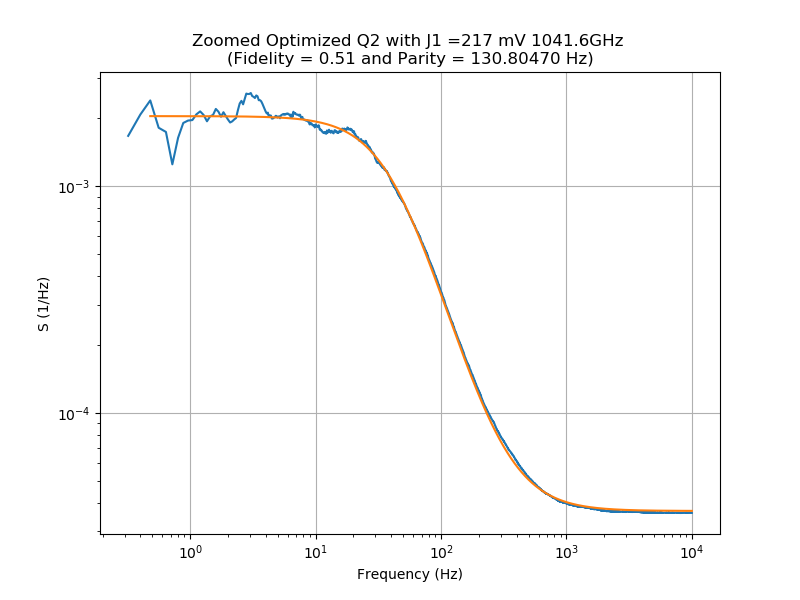 Zoomed Optimized Q2 with J1 =217 mV 1041.6GHz
(Fidelity = 0.51 and Parity = 130.80470 Hz)
S (1/Hz)
10⁻³
10⁻⁴
10⁰ 10¹ 10² 10³ 10⁴
Frequency (Hz)